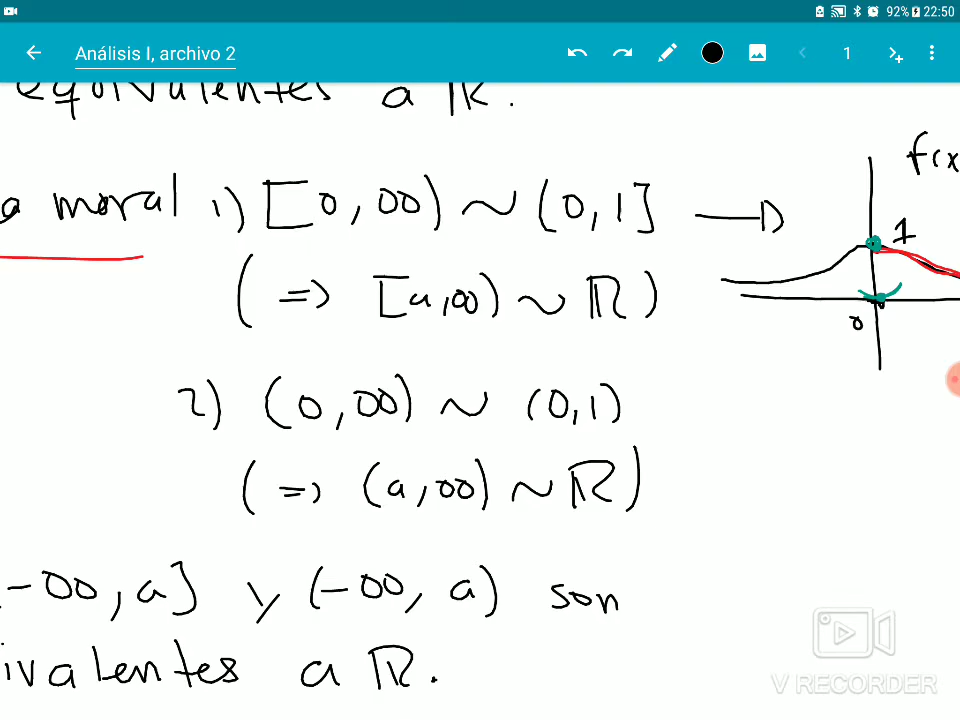 92% 22:50
Análisis I, archivo 2
1
equivalentes a ℝ.
a moral 1) [0, ∞) ~ (0, 1] → f(x
1
(=> [a, ∞) ~ ℝ)
0
2) (0, ∞) ~ (0, 1)
(=> (a, ∞) ~ ℝ)
-∞, a] y (-∞, a) son
ivalentes a ℝ.
V RECORDER